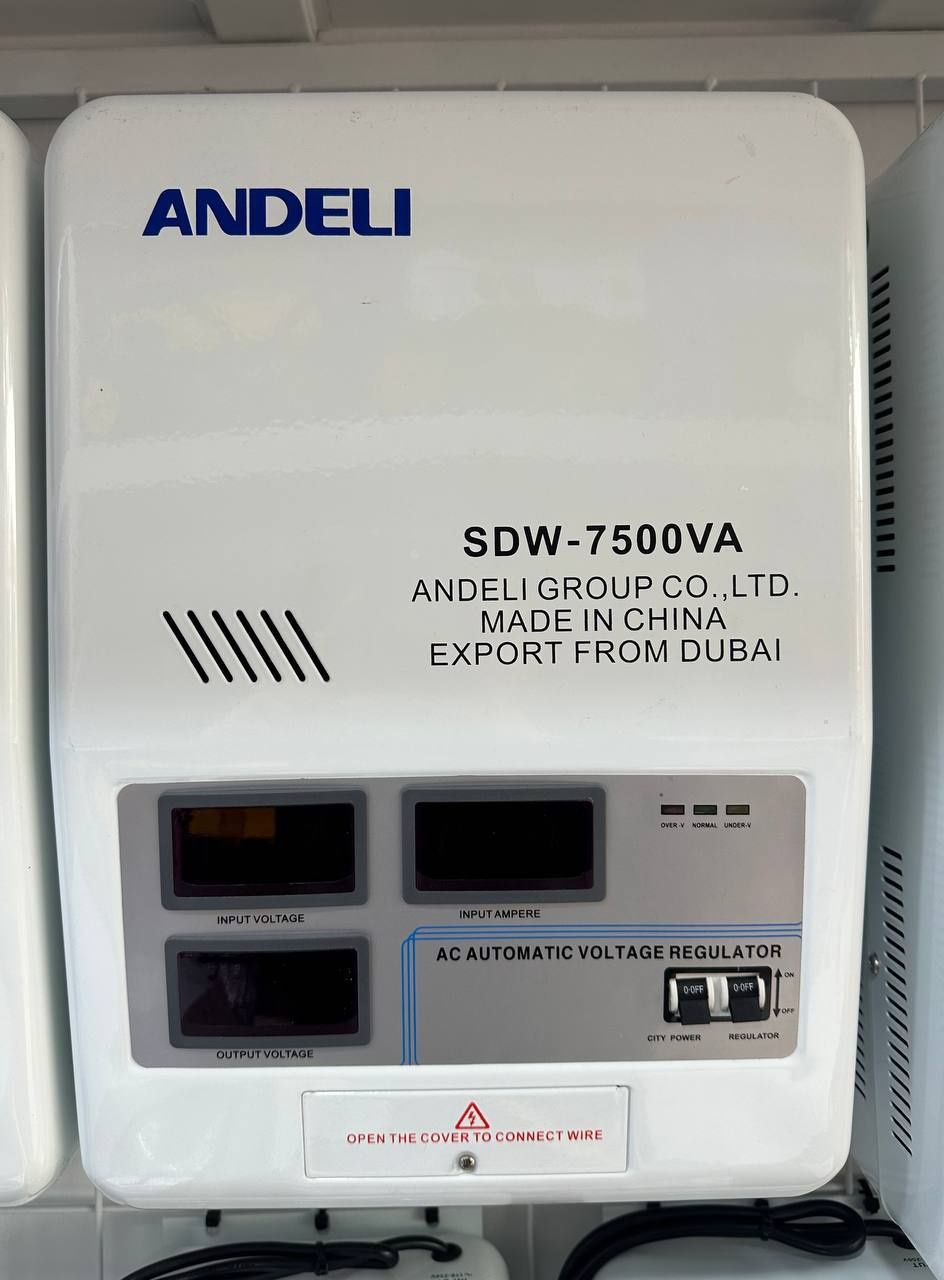 ANDELI
SDW-7500VA
ANDELI GROUP CO.,LTD.
MADE IN CHINA
EXPORT FROM DUBAI
OVER-V NORMAL UNDER-V
INPUT VOLTAGE
INPUT AMPERE
AC AUTOMATIC VOLTAGE REGULATOR
O-OFF O-OFF
ON
OFF
CITY POWER REGULATOR
OUTPUT VOLTAGE
OPEN THE COVER TO CONNECT WIRE